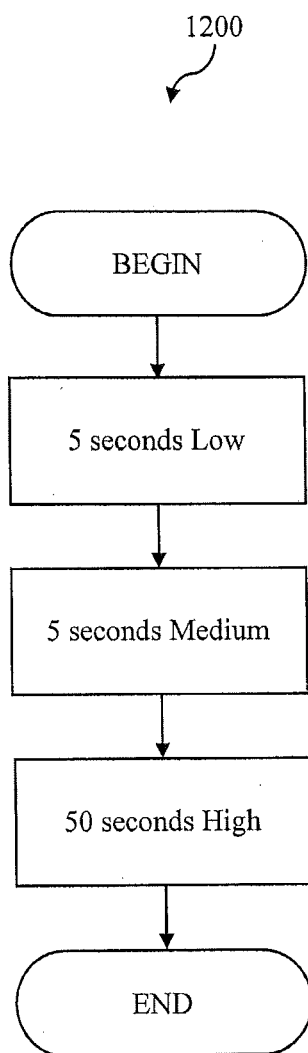 1200
BEGIN
5 seconds Low
5 seconds Medium
50 seconds High
END